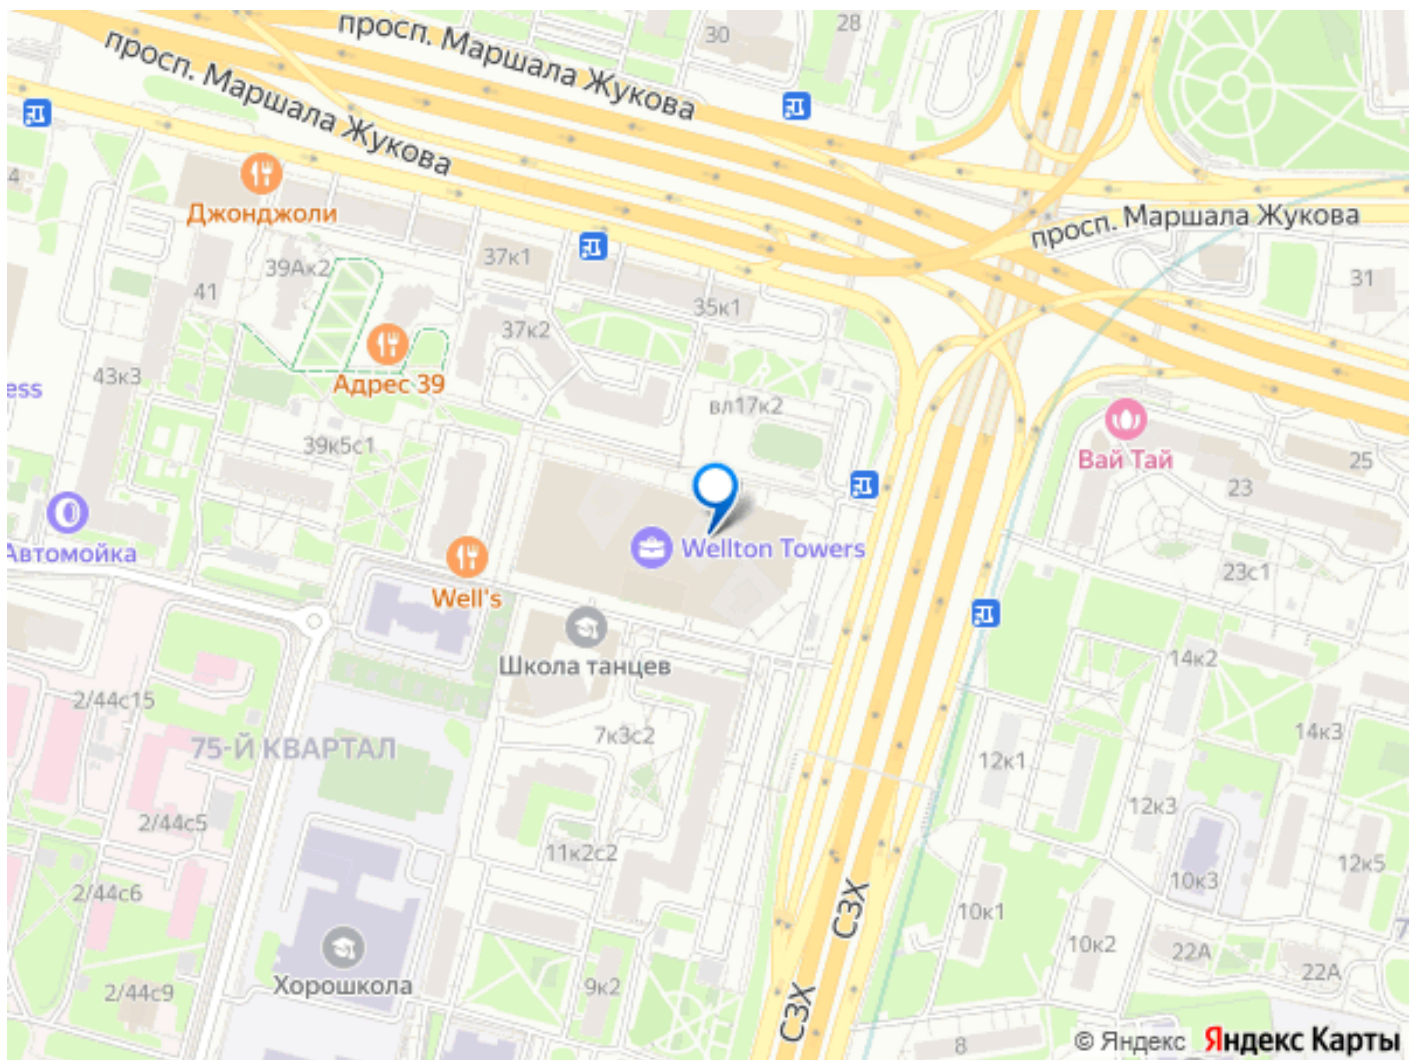 30
28
просп. Маршала Жукова
просп. Маршала Жукова
4
Джонджоли
просп. Маршала Жукова
39Ак2
37к1
41
31
35к1
37к2
43к3
ess
Адрес 39
вл17к2
39к5с1
Вай Тай
25
23
Автомойка
Wellton Towers
23с1
Well's
Школа танцев
14к2
2/44с15
75-Й КВАРТАЛ
7к3с2
14к3
12к1
12к3
2/44с5
11к2с2
12к5
10к3
2/44с6
СЗХ
10к1
7
10к2
22А
22А
Хорошкола
2/44с9
9к2
СЗХ
8
© Яндекс Яндекс Карты